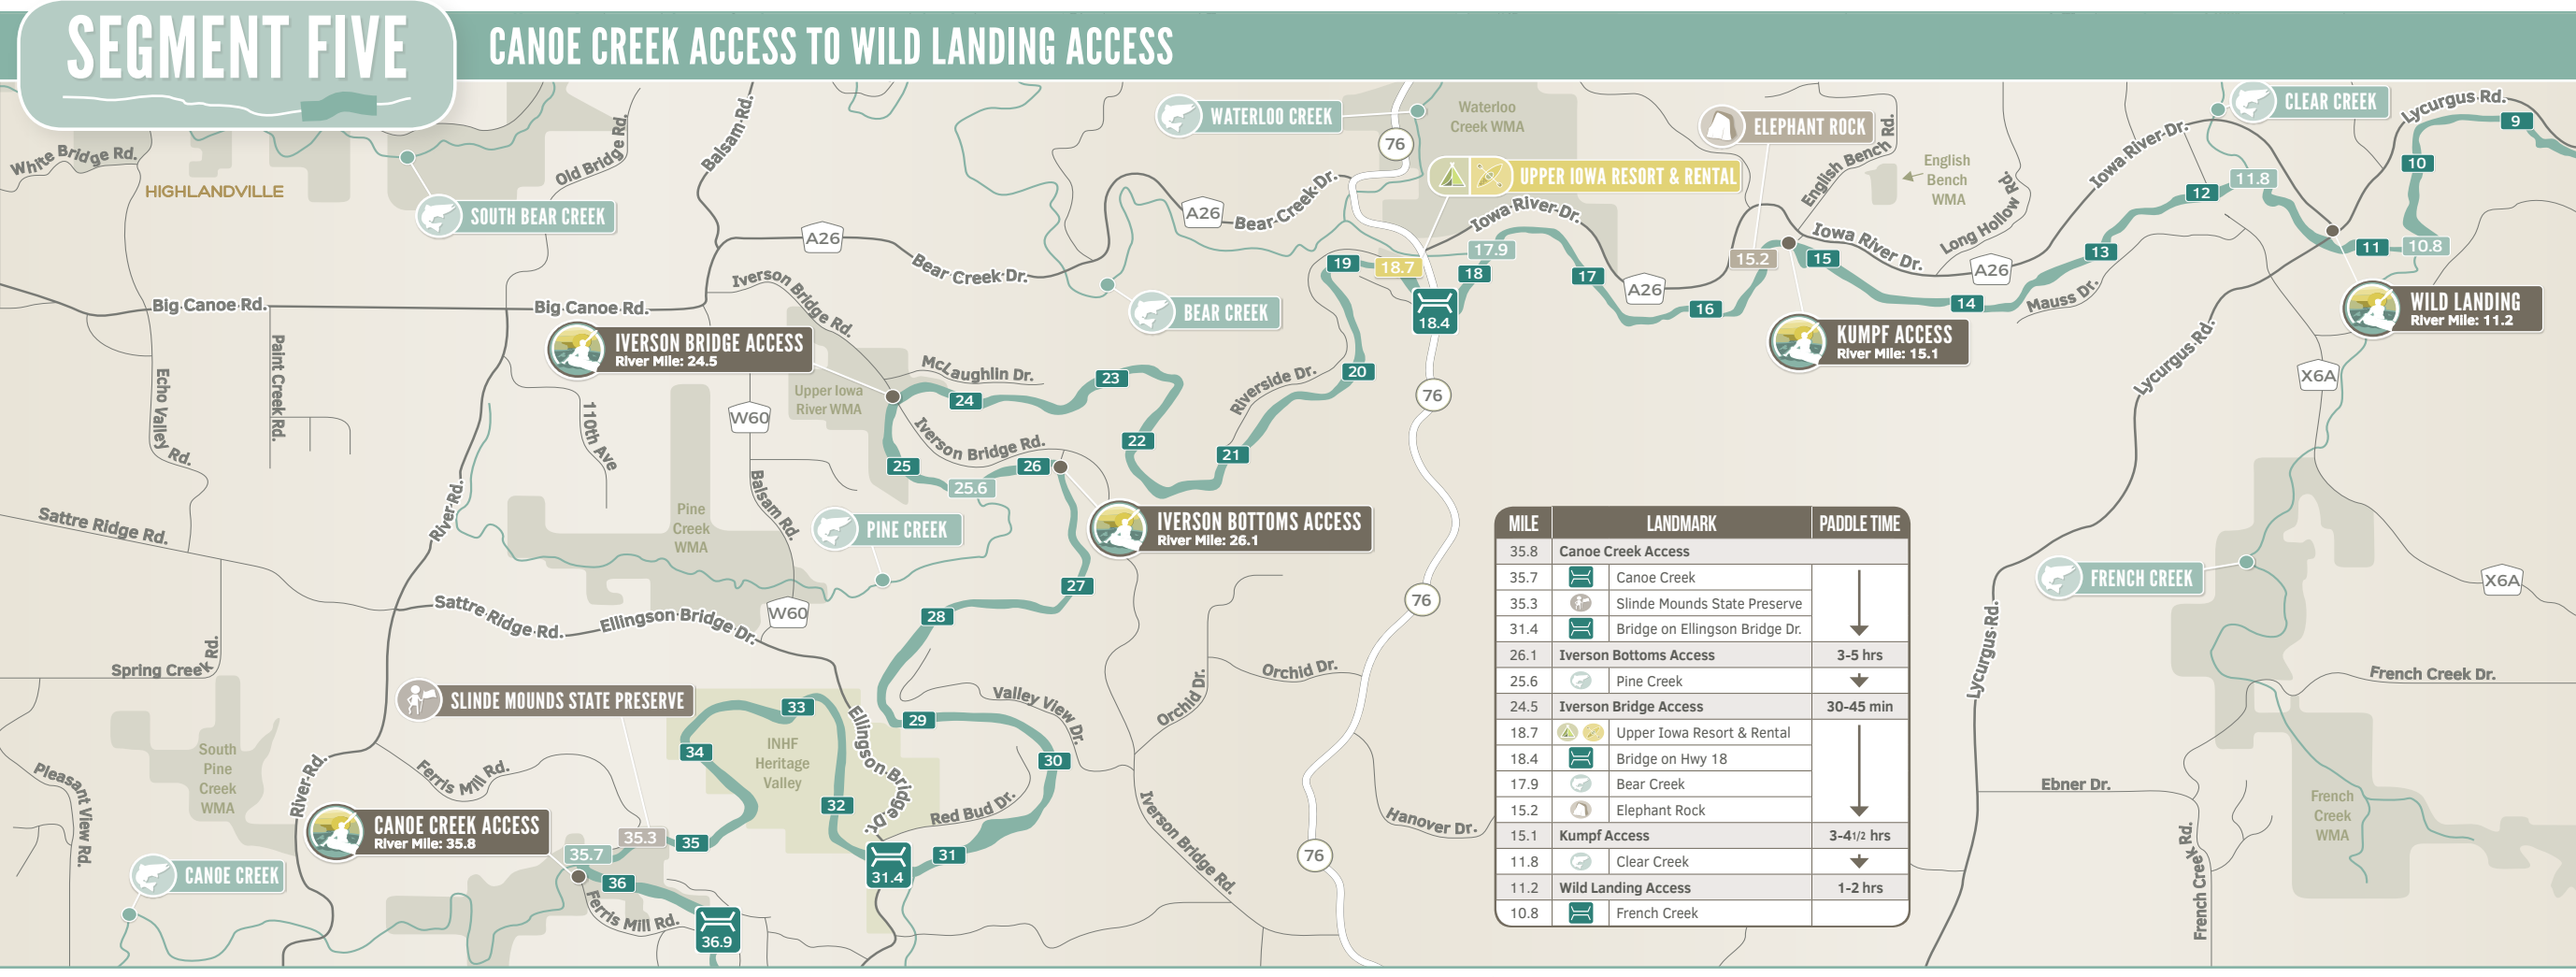 SEGMENT FIVE
CANOE CREEK ACCESS TO WILD LANDING ACCESS
White Bridge Rd.
HIGHLANDVILLE
Old Bridge Rd.
SOUTH BEAR CREEK
Balsam Rd.
A26
Bear Creek Dr.
Big Canoe Rd.
Big Canoe Rd.
Iverson Bridge Rd.
WATERLOO CREEK
76
Waterloo
Creek WMA
A26
Bear Creek Dr.
UPPER IOWA RESORT & RENTAL
ELEPHANT ROCK
English Bench Rd.
English
Bench
WMA
Long Hollow Rd.
Iowa River Dr.
CLEAR CREEK
Lycurgus Rd.
9
10
11.8
12
11
10.8
13
Iowa River Dr.
A26
Mauss Dr.
14
15
15.2
Iowa River Dr.
17.9
18
17
A26
16
18.7
19
18.4
BEAR CREEK
KUMPF ACCESS
River Mile: 15.1
WILD LANDING
River Mile: 11.2
X6A
Lycurgus Rd.
IVERSON BRIDGE ACCESS
River Mile: 24.5
Paint Creek Rd.
Echo Valley Rd.
110th Ave
W60
Upper Iowa
River WMA
McLaughlin Dr.
24
23
22
21
20
Riverside Dr.
76
Iverson Bridge Rd.
25
25.6
26
Balsam Rd.
PINE CREEK
Pine
Creek
WMA
IVERSON BOTTOMS ACCESS
River Mile: 26.1
River Rd.
Sattre Ridge Rd.
Sattre Ridge Rd.
Ellingson Bridge Dr.
W60
27
28
76
FRENCH CREEK
X6A
Spring Creek Rd.
SLINDE MOUNDS STATE PRESERVE
33
34
INHF
Heritage
Valley
32
Ellingson Bridge Dr.
29
Valley View Dr.
30
Red Bud Dr.
31
31.4
Orchid Dr.
Orchid Dr.
Iverson Bridge Rd.
Hanover Dr.
76
South
Pine
Creek
WMA
Pleasant View Rd.
River Rd.
Ferris Mill Rd.
CANOE CREEK ACCESS
River Mile: 35.8
35.3
35
35.7
36
Ferris Mill Rd.
36.9
CANOE CREEK
Lycurgus Rd.
French Creek Dr.
Ebner Dr.
French
Creek
WMA
French Creek Rd.
MILE LANDMARK PADDLE TIME
35.8 Canoe Creek Access
35.7 Canoe Creek
35.3 Slinde Mounds State Preserve
31.4 Bridge on Ellingson Bridge Dr.
26.1 Iverson Bottoms Access 3-5 hrs
25.6 Pine Creek
24.5 Iverson Bridge Access 30-45 min
18.7 Upper Iowa Resort & Rental
18.4 Bridge on Hwy 18
17.9 Bear Creek
15.2 Elephant Rock
15.1 Kumpf Access 3-41/2 hrs
11.8 Clear Creek
11.2 Wild Landing Access 1-2 hrs
10.8 French Creek